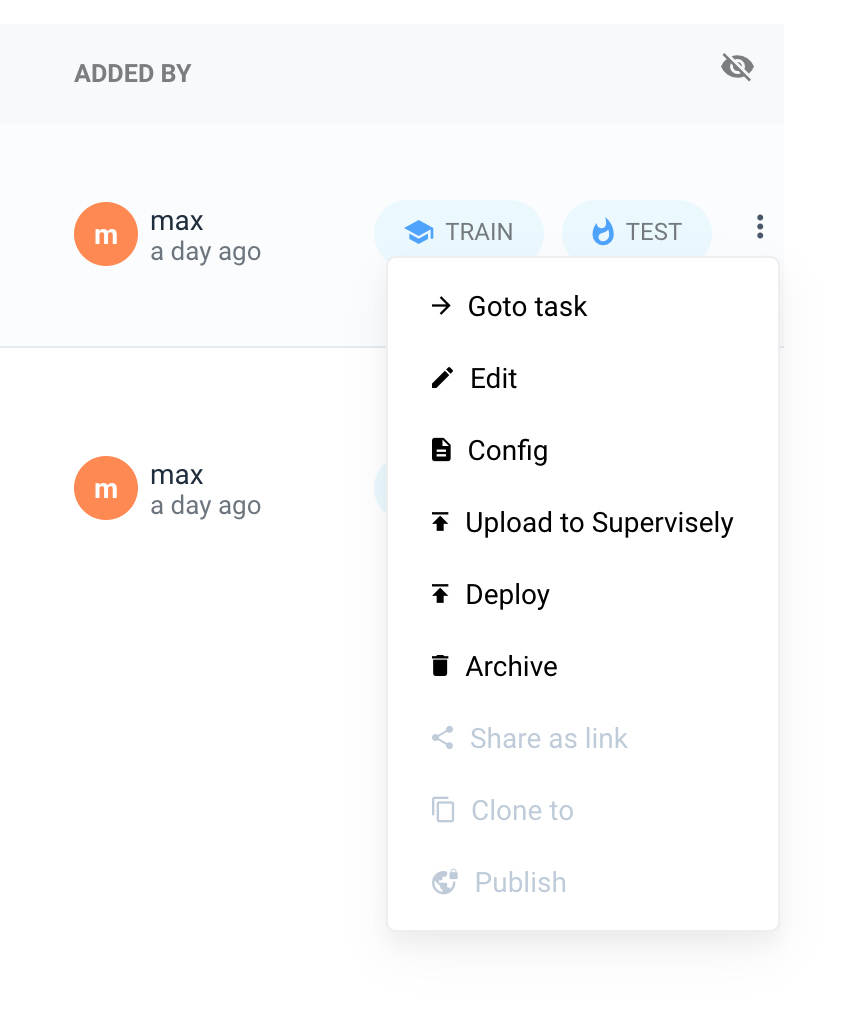 ADDED BY
m
max
a day ago
TRAIN
TEST
Goto task
Edit
Config
Upload to Supervisely
Deploy
Archive
Share as link
Clone to
Publish
m
max
a day ago